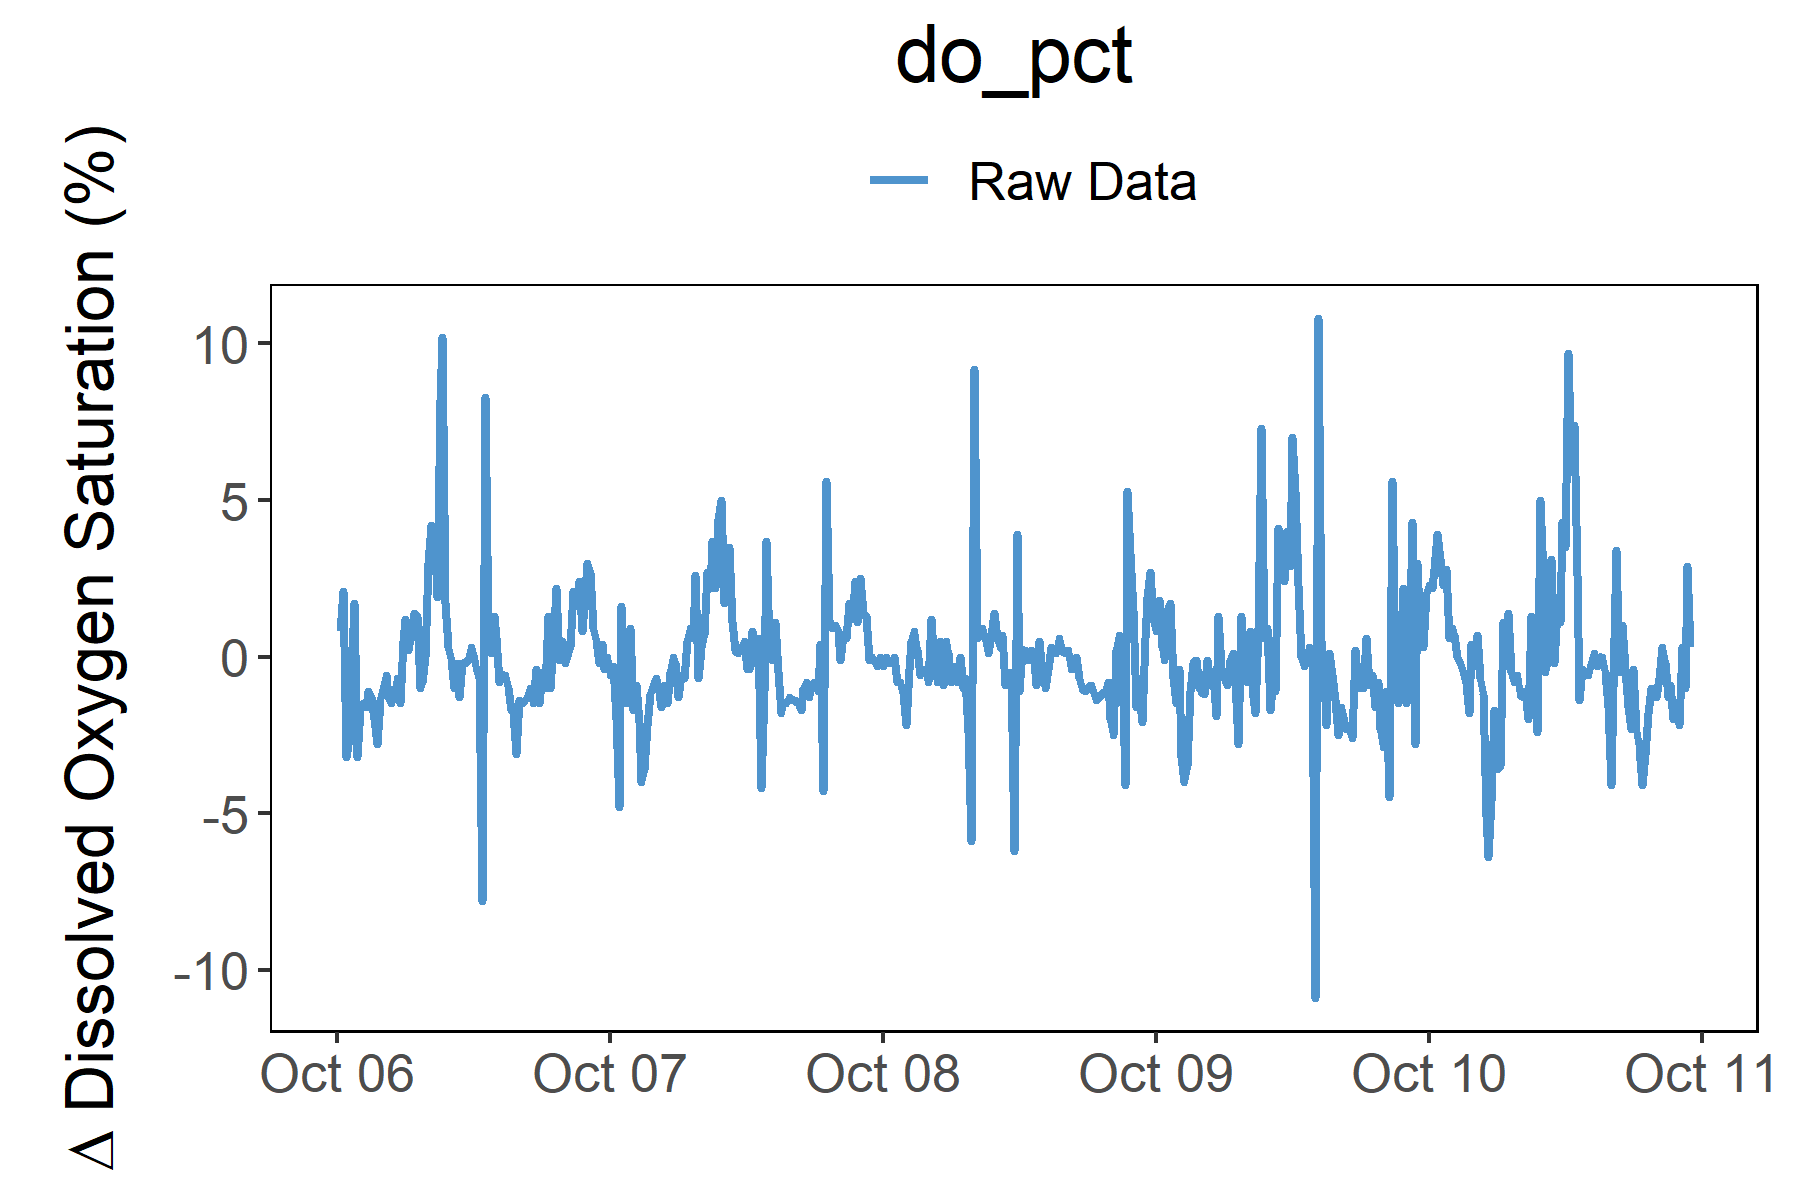 do_pct
Raw Data
Δ Dissolved Oxygen Saturation (%)
10
5
0
-5
-10
Oct 06 Oct 07 Oct 08 Oct 09 Oct 10 Oct 11